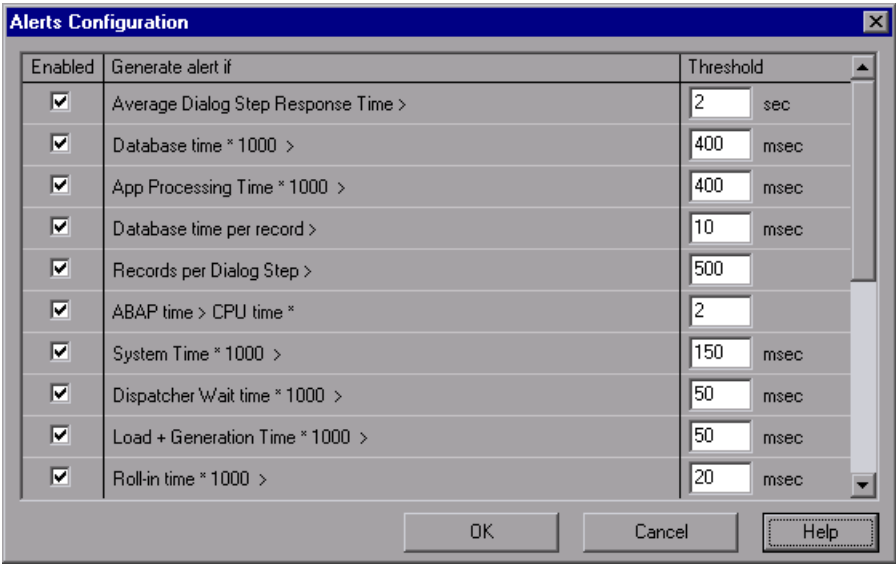 Alerts Configuration
Enabled Generate alert if Threshold
Average Dialog Step Response Time > 2 sec
Database time * 1000 > 400 msec
App Processing Time * 1000 > 400 msec
Database time per record > 10 msec
Records per Dialog Step > 500
ABAP time > CPU time * 2
System Time * 1000 > 150 msec
Dispatcher Wait time * 1000 > 50 msec
Load + Generation Time * 1000 > 50 msec
Roll-in time * 1000 > 20 msec
OK Cancel Help